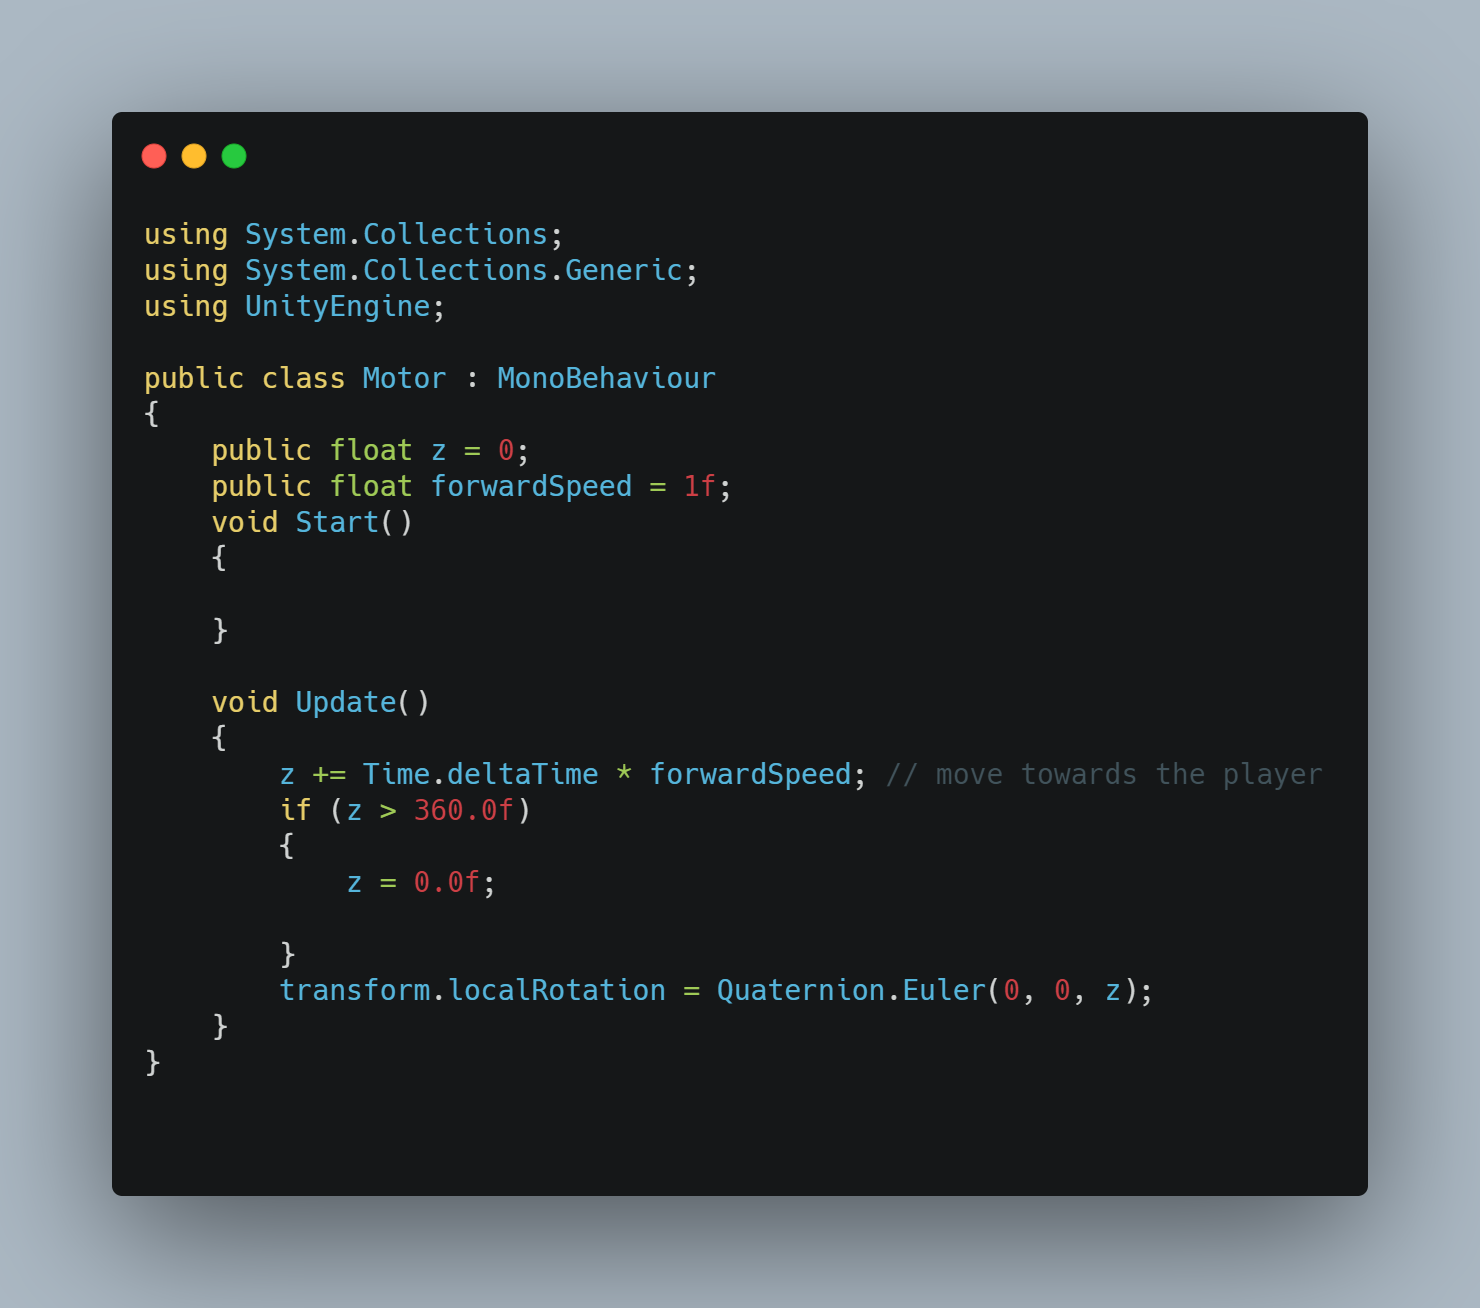 using System.Collections;
using System.Collections.Generic;
using UnityEngine;

public class Motor : MonoBehaviour
{
    public float z = 0;
    public float forwardSpeed = 1f;
    void Start()
    {

    }

    void Update()
    {
        z += Time.deltaTime * forwardSpeed; // move towards the player
        if (z > 360.0f)
        {
            z = 0.0f;

        }
        transform.localRotation = Quaternion.Euler(0, 0, z);
    }
}